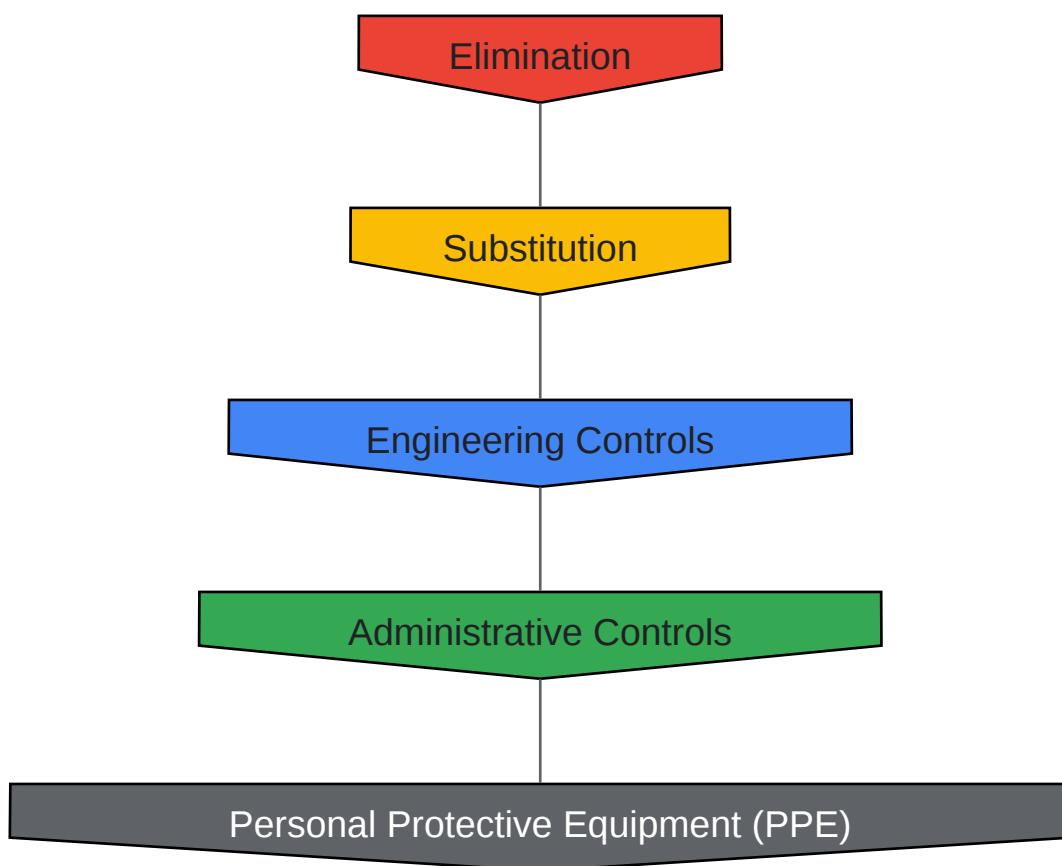 Elimination
Substitution
Engineering Controls
Administrative Controls
Personal Protective Equipment (PPE)